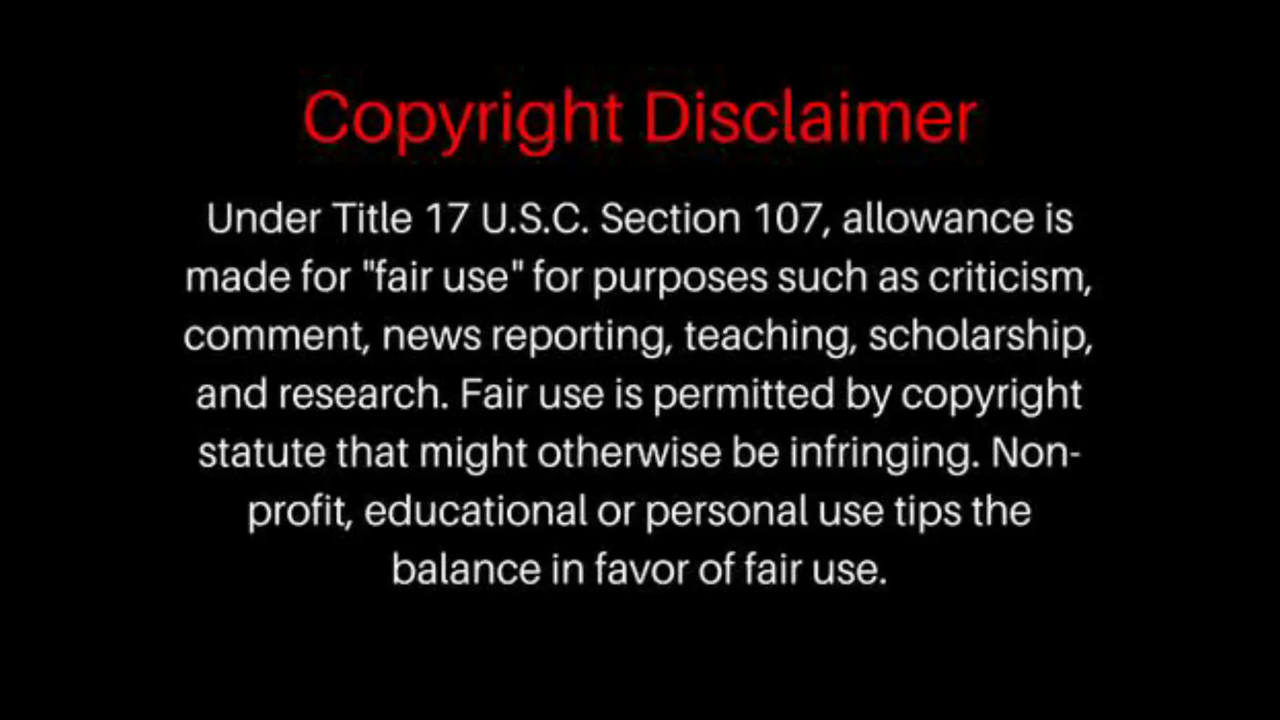 Copyright Disclaimer
Under Title 17 U.S.C. Section 107, allowance is
made for "fair use" for purposes such as criticism,
comment, news reporting, teaching, scholarship,
and research. Fair use is permitted by copyright
statute that might otherwise be infringing. Non-
profit, educational or personal use tips the
balance in favor of fair use.